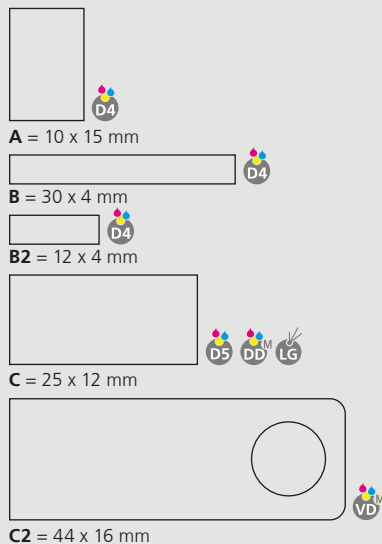 D4
A = 10 x 15 mm
D4
B = 30 x 4 mm
D4
B2 = 12 x 4 mm
D5 DD M LG
C = 25 x 12 mm
VD M
C2 = 44 x 16 mm